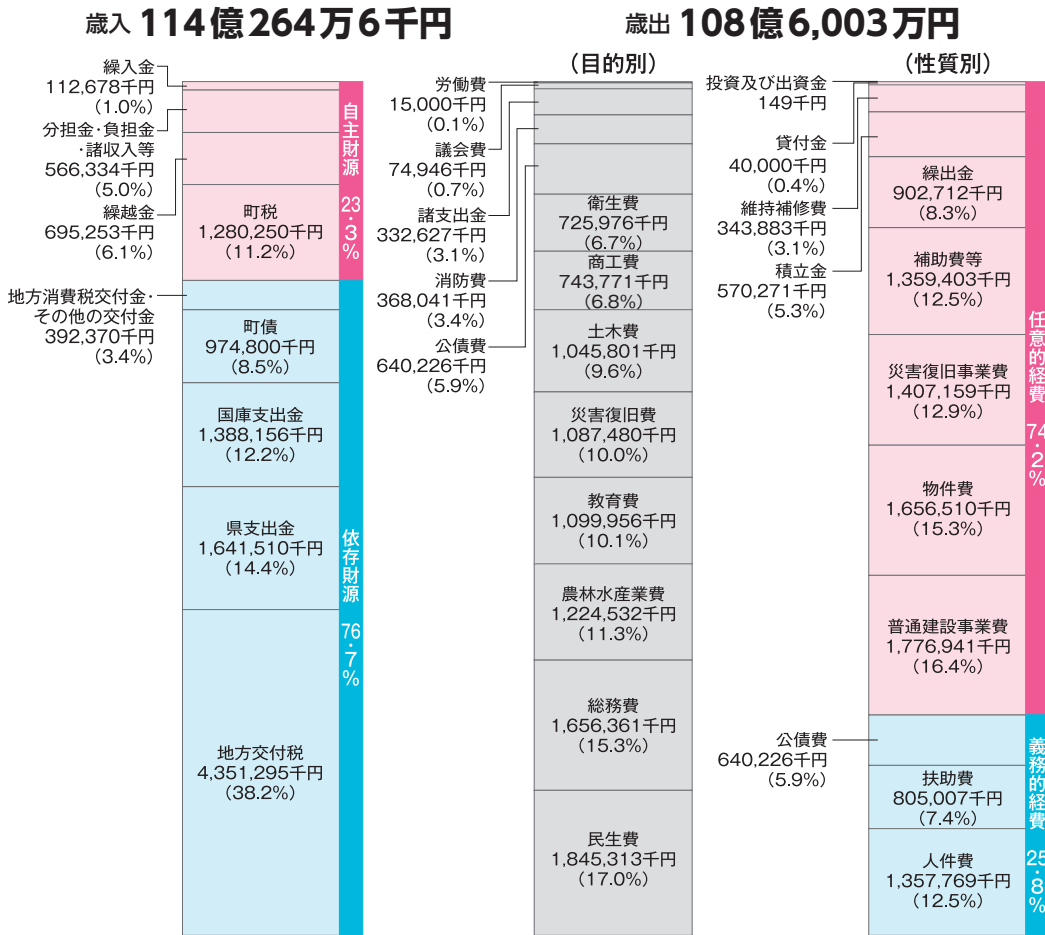 歳入 114億264万6千円
繰入金
112,678千円
(1.0%)
分担金・負担金
・諸収入等
566,334千円
(5.0%)
繰越金
695,253千円
(6.1%)
町税
1,280,250千円
(11.2%)
自主財源 23・3%
地方消費税交付金・
その他の交付金
392,370千円
(3.4%)
町債
974,800千円
(8.5%)
国庫支出金
1,388,156千円
(12.2%)
県支出金
1,641,510千円
(14.4%)
地方交付税
4,351,295千円
(38.2%)
依存財源 76・7%
歳出 108億6,003万円
(目的別)
労働費
15,000千円
(0.1%)
議会費
74,946千円
(0.7%)
諸支出金
332,627千円
(3.1%)
消防費
368,041千円
(3.4%)
公債費
640,226千円
(5.9%)
衛生費
725,976千円
(6.7%)
商工費
743,771千円
(6.8%)
土木費
1,045,801千円
(9.6%)
災害復旧費
1,087,480千円
(10.0%)
教育費
1,099,956千円
(10.1%)
農林水産業費
1,224,532千円
(11.3%)
総務費
1,656,361千円
(15.3%)
民生費
1,845,313千円
(17.0%)
(性質別)
投資及び出資金
149千円
貸付金
40,000千円
(0.4%)
維持補修費
343,883千円
(3.1%)
積立金
570,271千円
(5.3%)
繰出金
902,712千円
(8.3%)
補助費等
1,359,403千円
(12.5%)
災害復旧事業費
1,407,159千円
(12.9%)
物件費
1,656,510千円
(15.3%)
普通建設事業費
1,776,941千円
(16.4%)
任意的経費 74・2%
公債費
640,226千円
(5.9%)
扶助費
805,007千円
(7.4%)
人件費
1,357,769千円
(12.5%)
義務的経費 25・8%